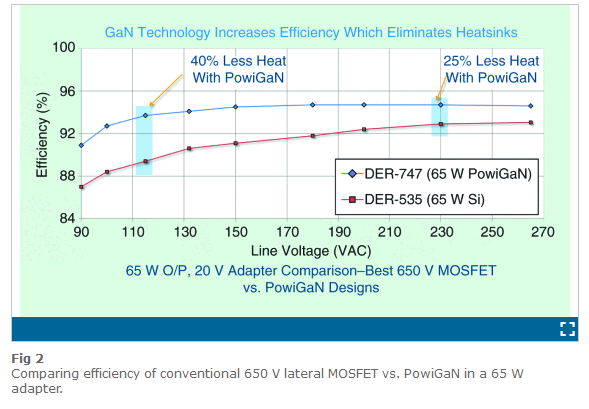 GaN Technology Increases Efficiency Which Eliminates Heatsinks
100
96
92
88
84
Efficiency (%)
40% Less Heat
With PowiGaN
25% Less Heat
With PowiGaN
DER-747 (65 W PowiGaN)
DER-535 (65 W Si)
90
110
130
150
170
190
210
230
250
270
Line Voltage (VAC)
65 W O/P, 20 V Adapter Comparison–Best 650 V MOSFET
vs. PowiGaN Designs
Fig 2
Comparing efficiency of conventional 650 V lateral MOSFET vs. PowiGaN in a 65 W
adapter.